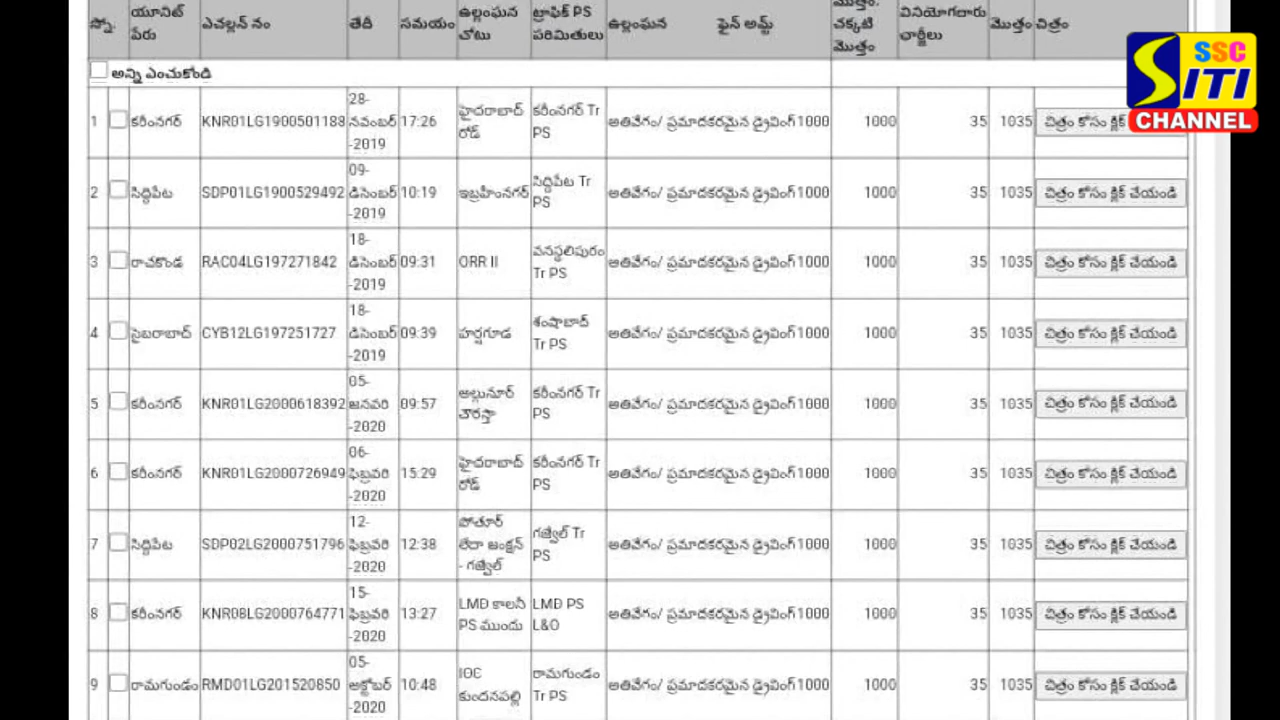 యూనిట్ పేరు ఎచల్లన్ నం తేదీ సమయం ఉల్లంఘన చోటు ట్రాఫిక్ PS పరిమితులు ఉల్లంఘన ఫైన్ అమ్ట్ మొత్తం. చక్కటి మొత్తం వినియోగదారు ఛార్జీలు మొత్తం చిత్రం
SSC
SITI
CHANNEL
అన్ని ఎంచుకోండి
1 కరీంనగర్ KNR01LG1900501188 28-నవంబర్-2019 17:26 హైదరాబాద్ రోడ్ కరీంనగర్ Tr PS అతివేగం/ ప్రమాదకరమైన డ్రైవింగ్ 1000 1000 35 1035 చిత్రం కోసం క్లిక్
2 సిద్దిపేట SDP01LG1900529492 09-డిసెంబర్-2019 10:19 ఇబ్రహీంనగర్ సిద్దిపేట Tr PS అతివేగం/ ప్రమాదకరమైన డ్రైవింగ్ 1000 1000 35 1035 చిత్రం కోసం క్లిక్ చేయండి
3 రాచకొండ RAC04LG197271842 18-డిసెంబర్-2019 09:31 ORR II వనస్థలిపురం Tr PS అతివేగం/ ప్రమాదకరమైన డ్రైవింగ్ 1000 1000 35 1035 చిత్రం కోసం క్లిక్ చేయండి
4 సైబరాబాద్ CYB12LG197251727 18-డిసెంబర్-2019 09:39 హర్షగూడ శంషాబాద్ Tr PS అతివేగం/ ప్రమాదకరమైన డ్రైవింగ్ 1000 1000 35 1035 చిత్రం కోసం క్లిక్ చేయండి
5 కరీంనగర్ KNR01LG2000618392 05-జనవరి-2020 09:57 అల్గునూర్ చౌరస్తా కరీంనగర్ Tr PS అతివేగం/ ప్రమాదకరమైన డ్రైవింగ్ 1000 1000 35 1035 చిత్రం కోసం క్లిక్ చేయండి
6 కరీంనగర్ KNR01LG2000726949 06-ఫిబ్రవరి-2020 15:29 హైదరాబాద్ రోడ్ కరీంనగర్ Tr PS అతివేగం/ ప్రమాదకరమైన డ్రైవింగ్ 1000 1000 35 1035 చిత్రం కోసం క్లిక్ చేయండి
7 సిద్దిపేట SDP02LG2000751796 12-ఫిబ్రవరి-2020 12:38 పోతూర్ లేదా జంక్షన్ - గజ్వేల్ గజ్వేల్ Tr PS అతివేగం/ ప్రమాదకరమైన డ్రైవింగ్ 1000 1000 35 1035 చిత్రం కోసం క్లిక్ చేయండి
8 కరీంనగర్ KNR08LG2000764771 15-ఫిబ్రవరి-2020 13:27 LMD కాలనీ PS ముందు LMD PS L&O అతివేగం/ ప్రమాదకరమైన డ్రైవింగ్ 1000 1000 35 1035 చిత్రం కోసం క్లిక్ చేయండి
9 రామగుండం RMD01LG201520850 05-అక్టోబర్-2020 10:48 IOC కుందనపల్లి రామగుండం Tr PS అతివేగం/ ప్రమాదకరమైన డ్రైవింగ్ 1000 1000 35 1035 చిత్రం కోసం క్లిక్ చేయండి